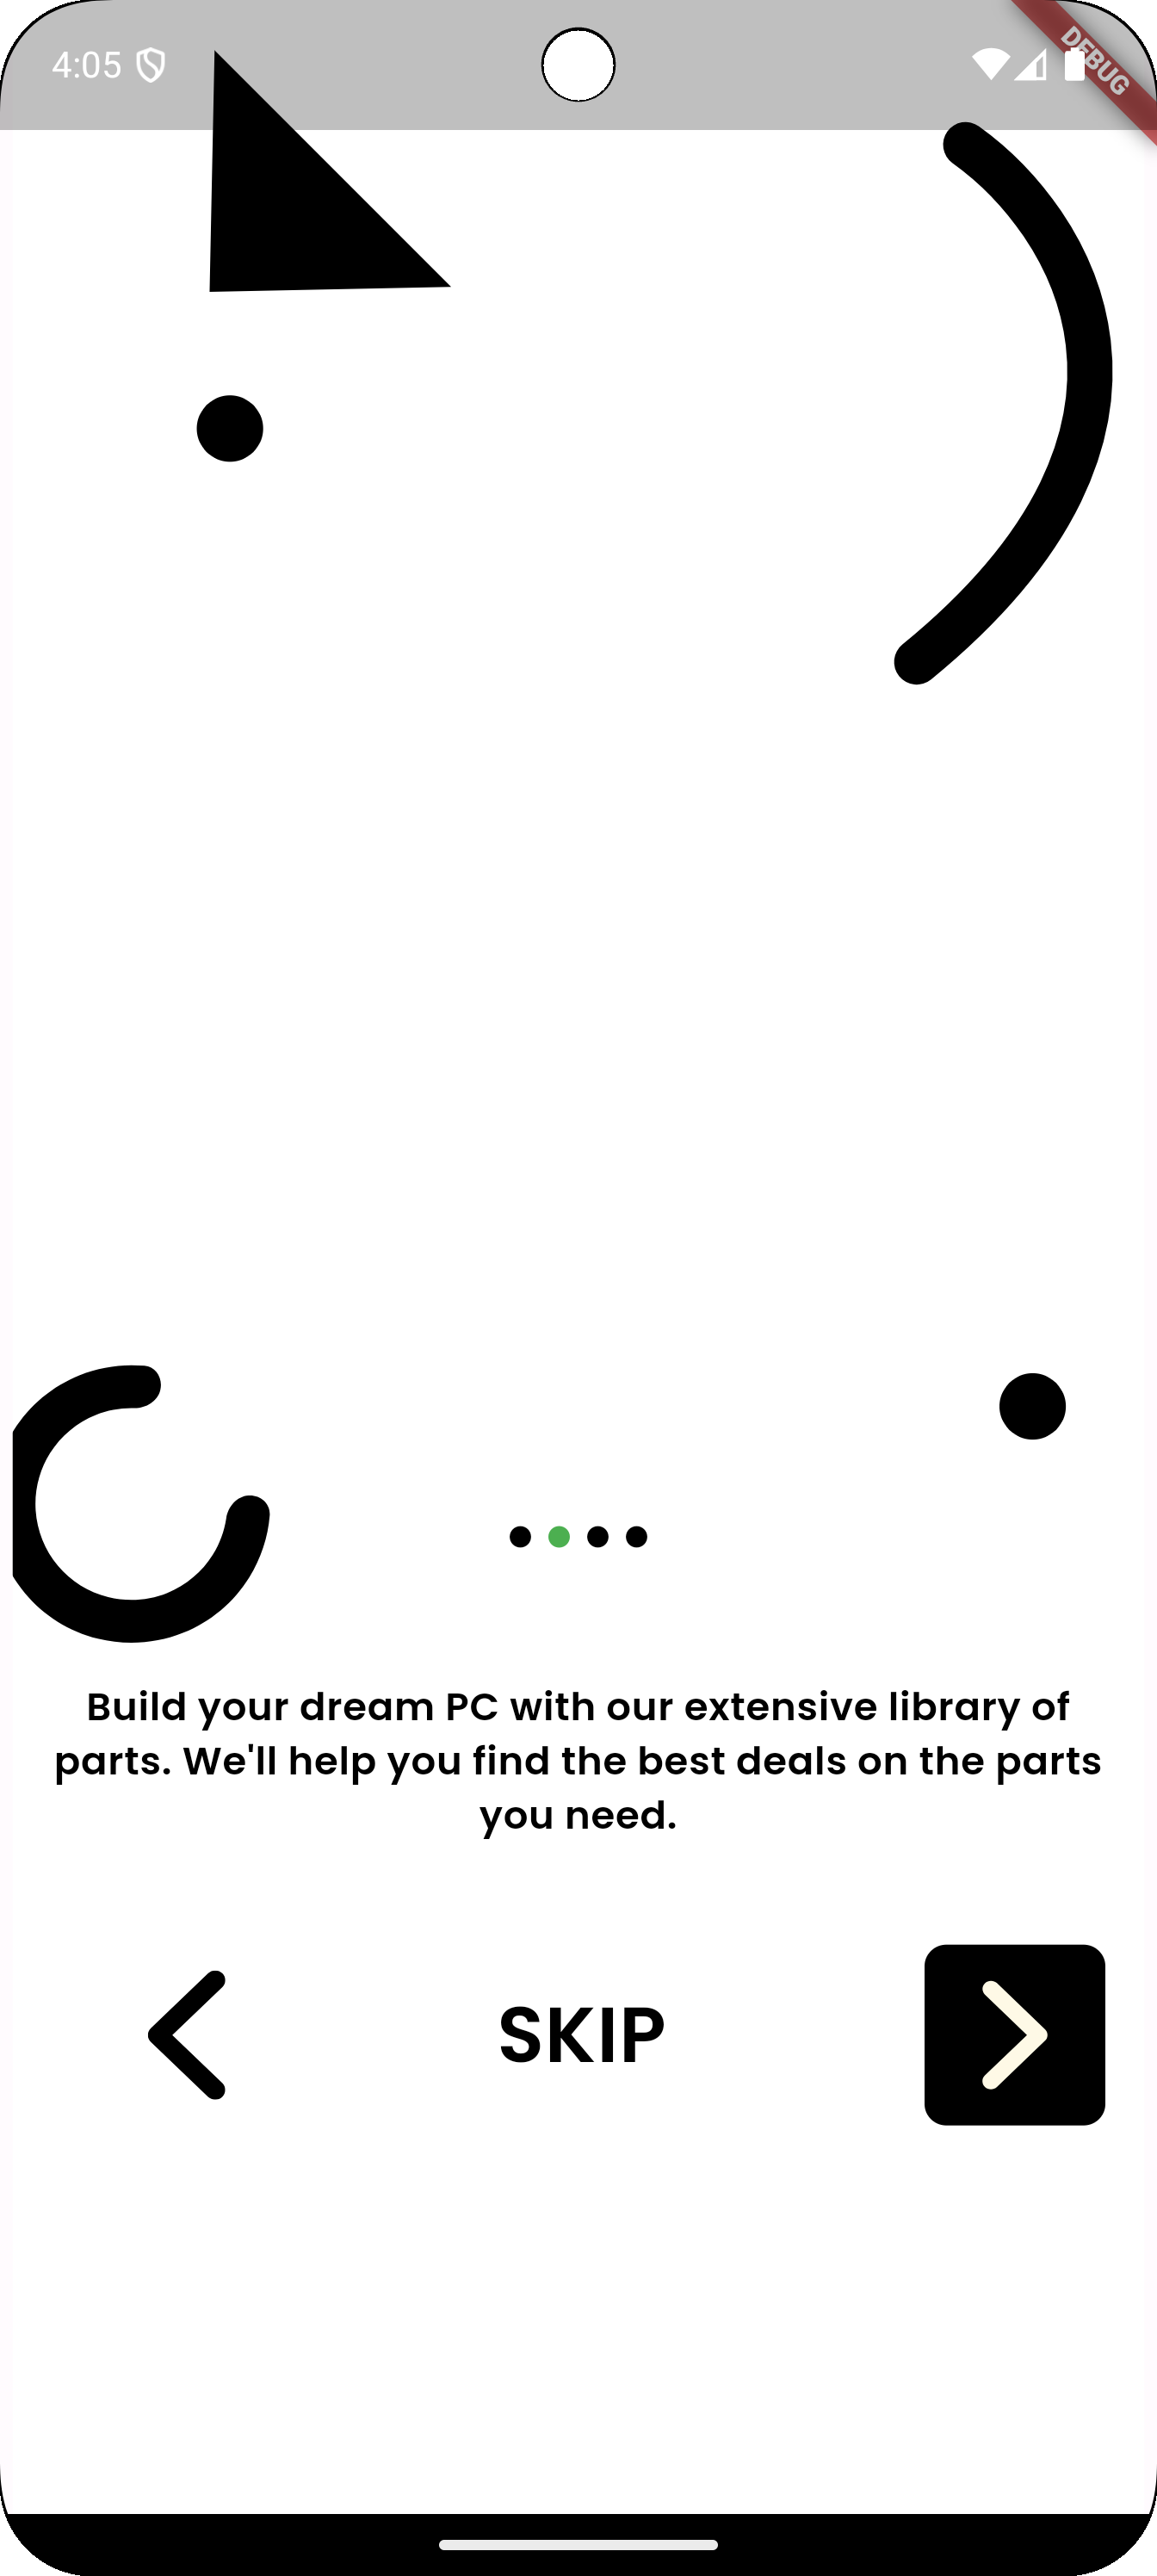 4:05
DEBUG
Build your dream PC with our extensive library of
parts. We'll help you find the best deals on the parts
you need.
SKIP